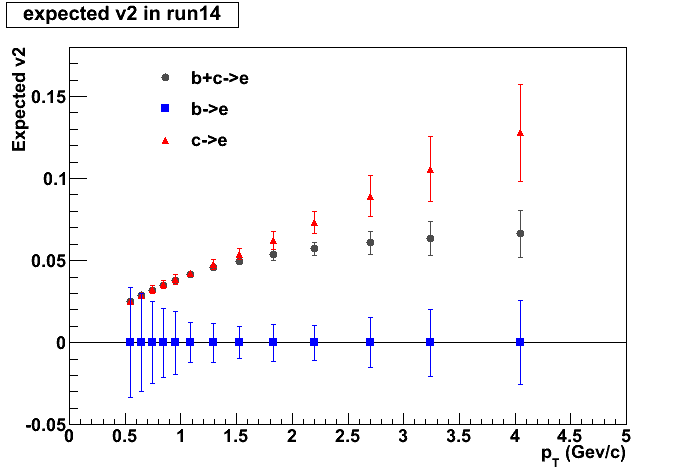 expected v2 in run14
Expected v2
b+c->e
b->e
c->e
0.15
0.1
0.05
0
-0.05
0 0.5 1 1.5 2 2.5 3 3.5 4 4.5 5
p_T (Gev/c)